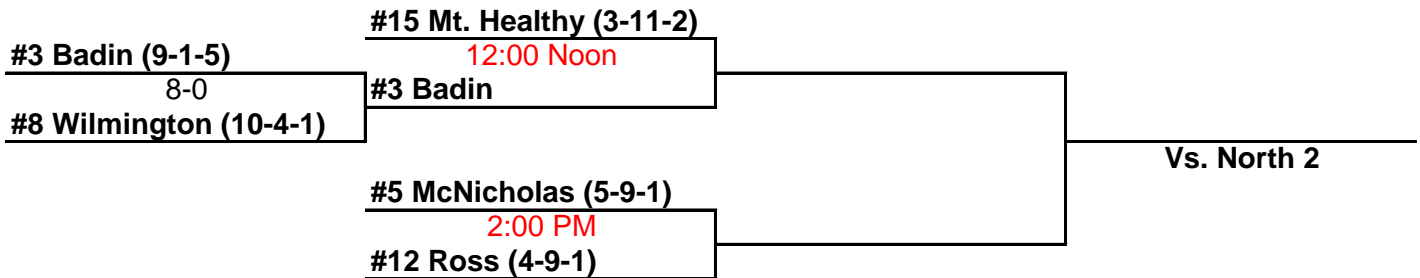 #15 Mt. Healthy (3-11-2)
#3 Badin (9-1-5)
12:00 Noon
8-0
#3 Badin
#8 Wilmington (10-4-1)
Vs. North 2
#5 McNicholas (5-9-1)
2:00 PM
#12 Ross (4-9-1)